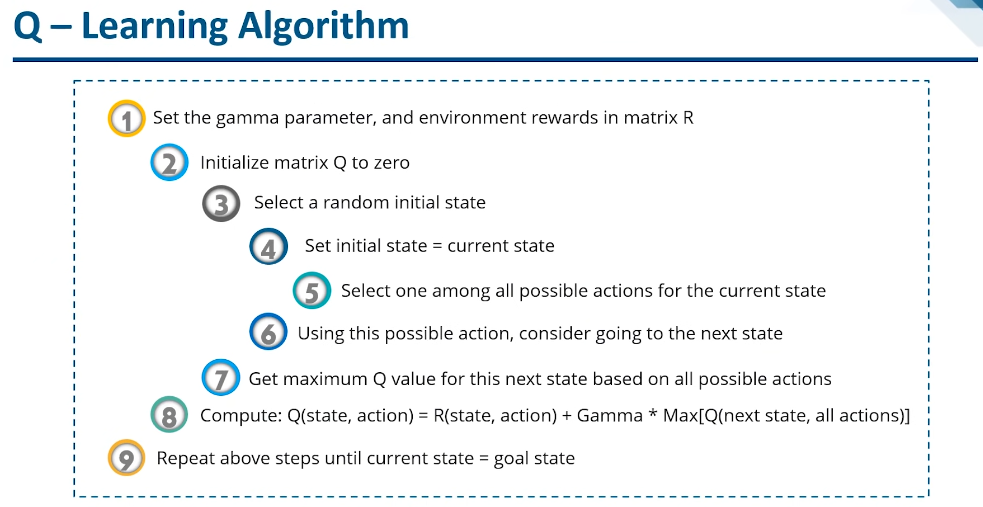 Q – Learning Algorithm
1 Set the gamma parameter, and environment rewards in matrix R
2 Initialize matrix Q to zero
3 Select a random initial state
4 Set initial state = current state
5 Select one among all possible actions for the current state
6 Using this possible action, consider going to the next state
7 Get maximum Q value for this next state based on all possible actions
8 Compute: Q(state, action) = R(state, action) + Gamma * Max[Q(next state, all actions)]
9 Repeat above steps until current state = goal state